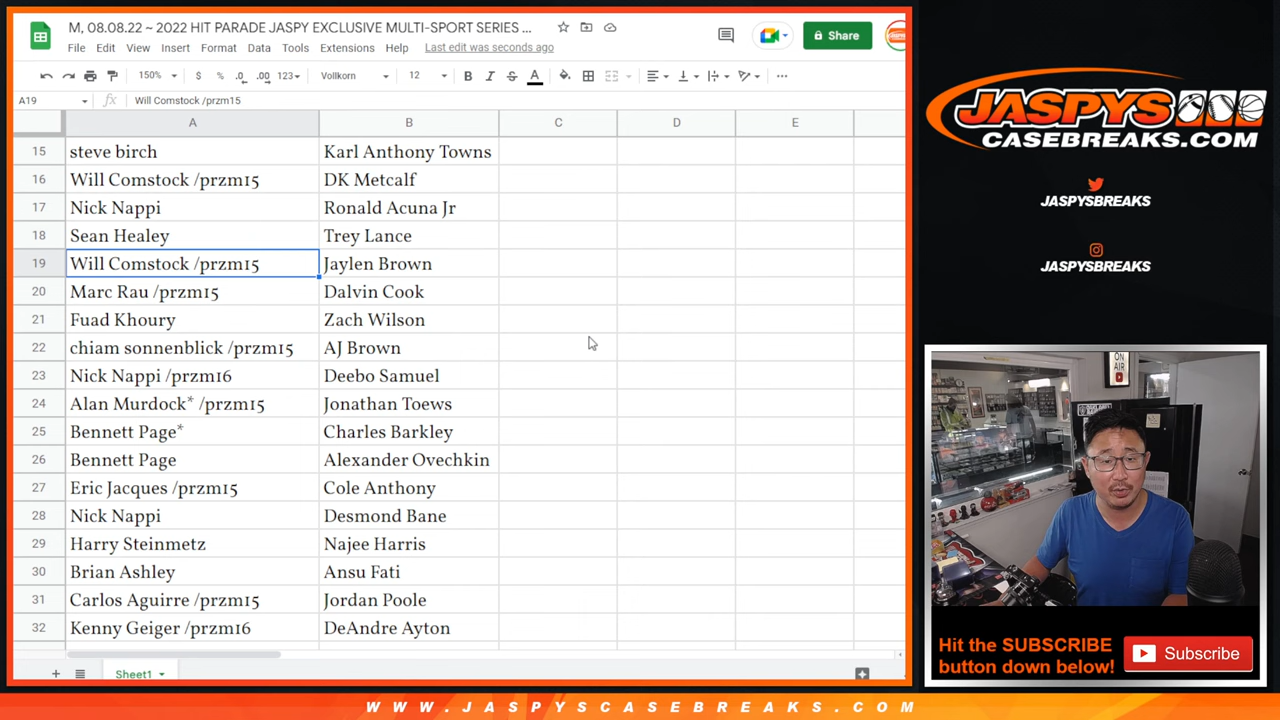 M, 08.08.22 ~ 2022 HIT PARADE JASPY EXCLUSIVE MULTI-SPORT SERIES ...
File Edit View Insert Format Data Tools Extensions Help Last edit was seconds ago
Share
150% $ % .0 .00 123 Vollkorn 12 B I S A
A19 fx Will Comstock /przm15
A B C D E
15 steve birch Karl Anthony Towns
16 Will Comstock /przm15 DK Metcalf
17 Nick Nappi Ronald Acuna Jr
18 Sean Healey Trey Lance
19 Will Comstock /przm15 Jaylen Brown
20 Marc Rau /przm15 Dalvin Cook
21 Fuad Khoury Zach Wilson
22 chiam sonnenblick /przm15 AJ Brown
23 Nick Nappi /przm16 Deebo Samuel
24 Alan Murdock* /przm15 Jonathan Toews
25 Bennett Page* Charles Barkley
26 Bennett Page Alexander Ovechkin
27 Eric Jacques /przm15 Cole Anthony
28 Nick Nappi Desmond Bane
29 Harry Steinmetz Najee Harris
30 Brian Ashley Ansu Fati
31 Carlos Aguirre /przm15 Jordan Poole
32 Kenny Geiger /przm16 DeAndre Ayton
Sheet1
JASPYS
CASEBREAKS.COM
JASPYSBREAKS
JASPYSBREAKS
ON
AIR
Hit the SUBSCRIBE
button down below!
Subscribe
WWW.JASPYSCASEBREAKS.COM